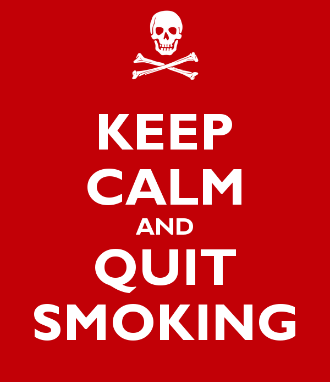 KEEP
CALM
AND
QUIT
SMOKING